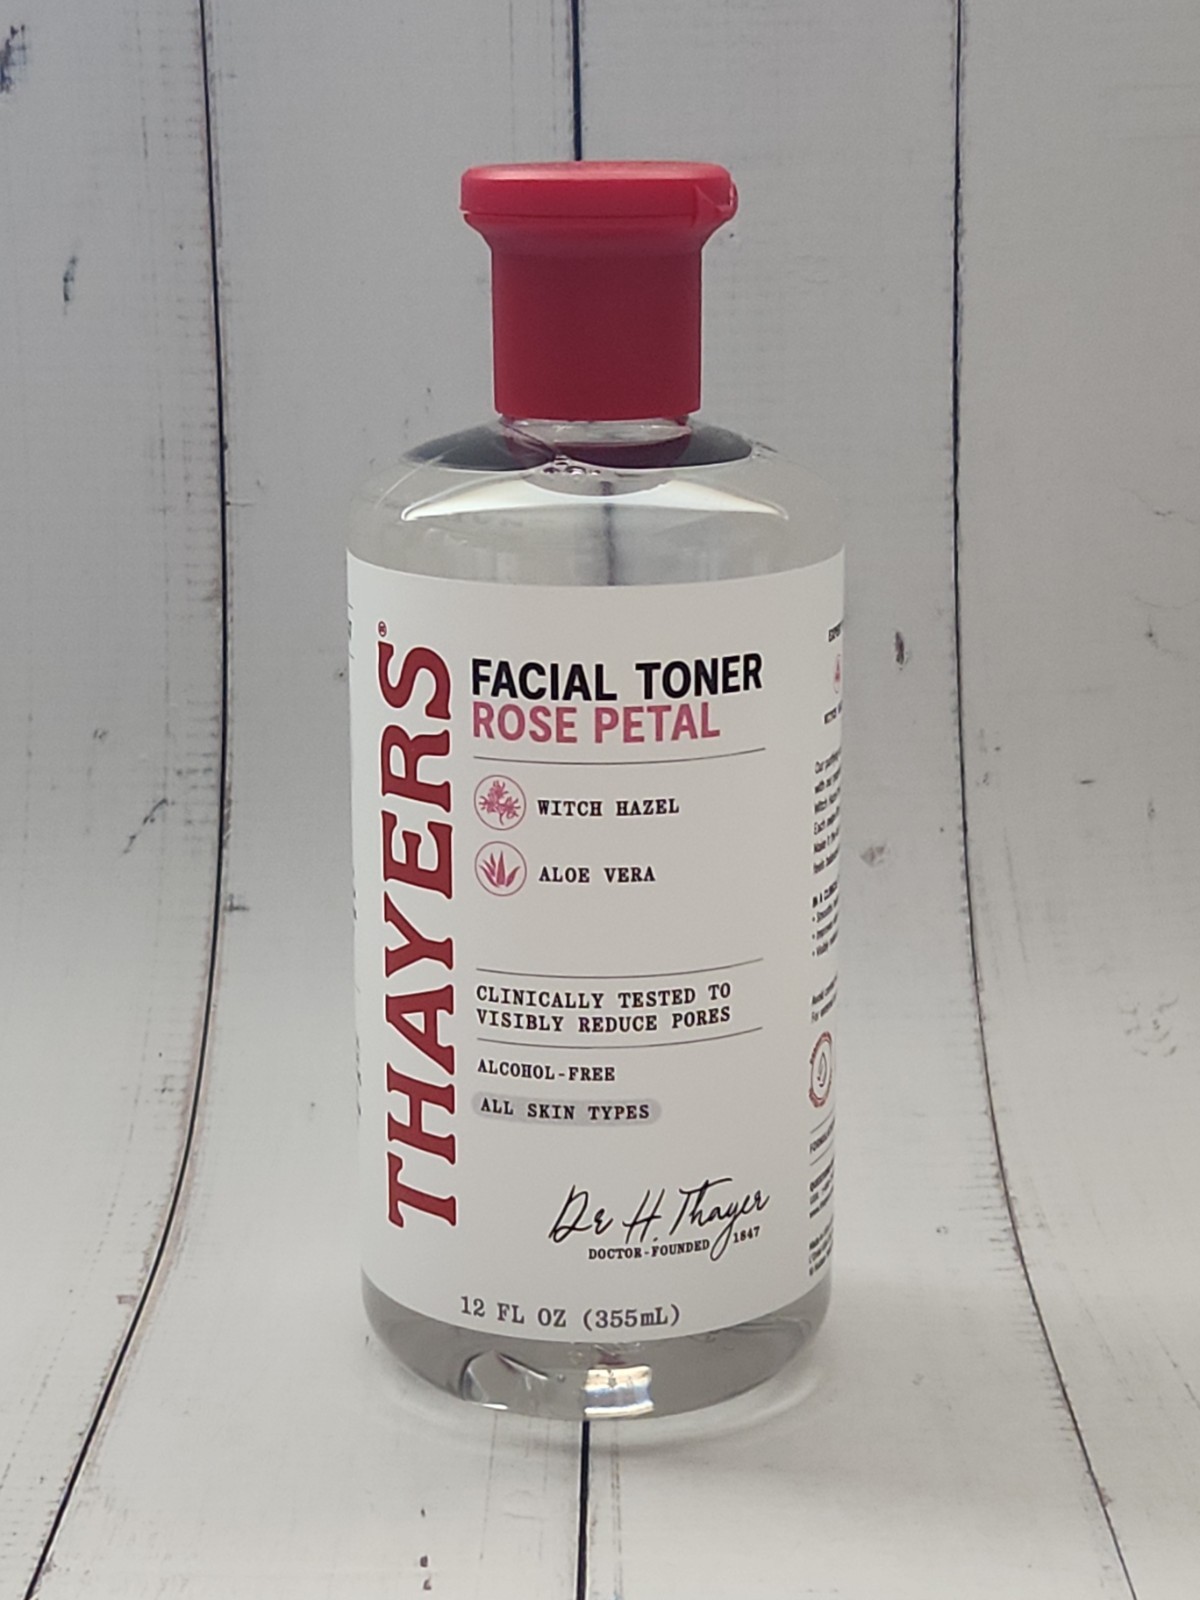 THAYERS®
FACIAL TONER
ROSE PETAL
WITCH HAZEL
ALOE VERA
CLINICALLY TESTED TO
VISIBLY REDUCE PORES
ALCOHOL-FREE
ALL SKIN TYPES
Dr H. Thayer
DOCTOR-FOUNDED 1847
12 FL OZ (355mL)